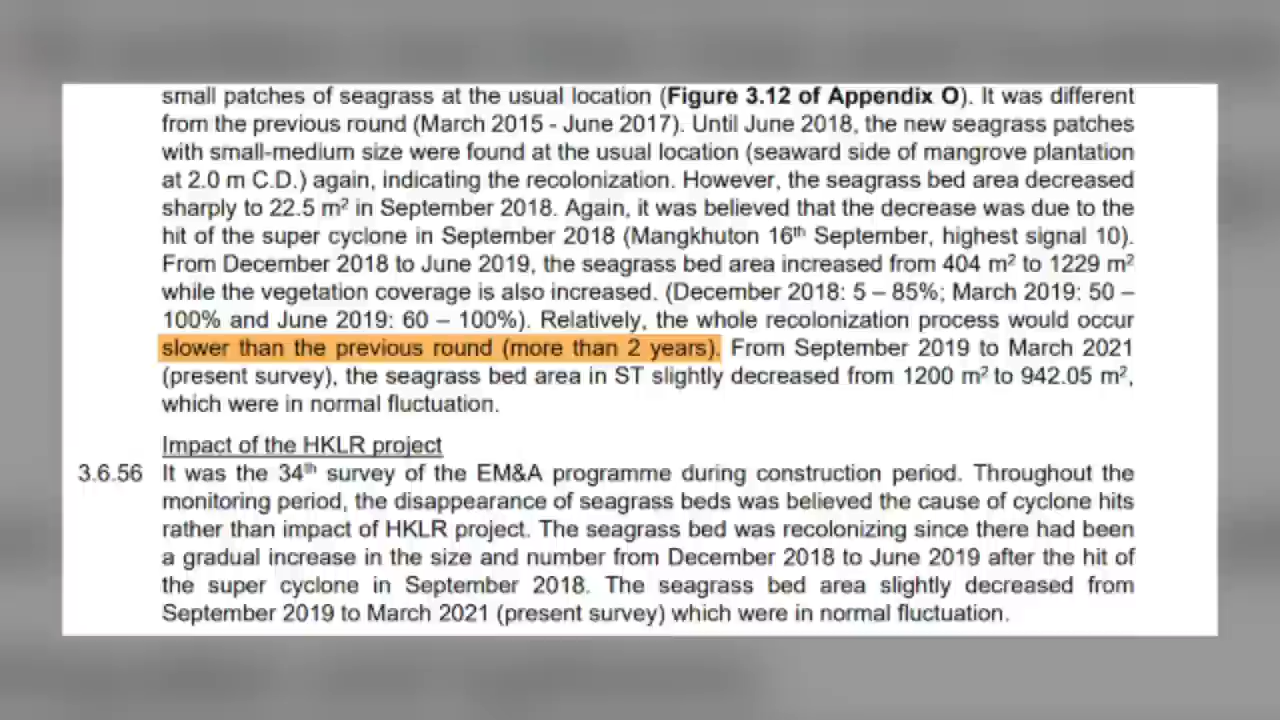 small patches of seagrass at the usual location (Figure 3.12 of Appendix O). It was different
from the previous round (March 2015 - June 2017). Until June 2018, the new seagrass patches
with small-medium size were found at the usual location (seaward side of mangrove plantation
at 2.0 m C.D.) again, indicating the recolonization. However, the seagrass bed area decreased
sharply to 22.5 m² in September 2018. Again, it was believed that the decrease was due to the
hit of the super cyclone in September 2018 (Mangkhuton 16th September, highest signal 10).
From December 2018 to June 2019, the seagrass bed area increased from 404 m² to 1229 m²
while the vegetation coverage is also increased. (December 2018: 5 – 85%; March 2019: 50 –
100% and June 2019: 60 – 100%). Relatively, the whole recolonization process would occur
slower than the previous round (more than 2 years). From September 2019 to March 2021
(present survey), the seagrass bed area in ST slightly decreased from 1200 m² to 942.05 m²,
which were in normal fluctuation.
Impact of the HKLR project
3.6.56 It was the 34th survey of the EM&A programme during construction period. Throughout the
monitoring period, the disappearance of seagrass beds was believed the cause of cyclone hits
rather than impact of HKLR project. The seagrass bed was recolonizing since there had been
a gradual increase in the size and number from December 2018 to June 2019 after the hit of
the super cyclone in September 2018. The seagrass bed area slightly decreased from
September 2019 to March 2021 (present survey) which were in normal fluctuation.